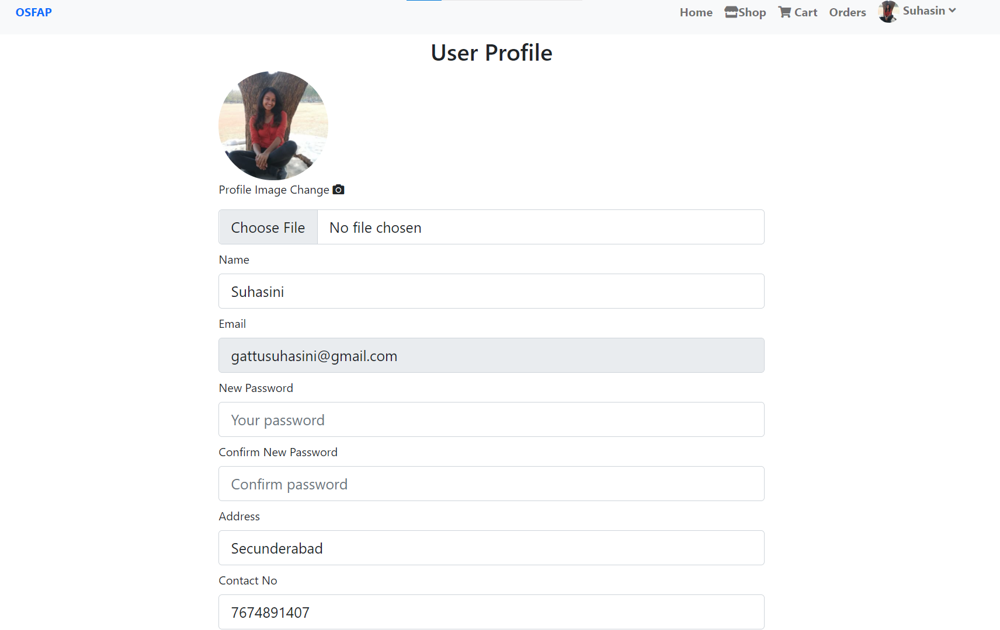 OSFAP Home Shop Cart Orders Suhasin
User Profile
Profile Image Change
Choose File No file chosen
Name
Suhasini
Email
gattusuhasini@gmail.com
New Password
Your password
Confirm New Password
Confirm password
Address
Secunderabad
Contact No
7674891407